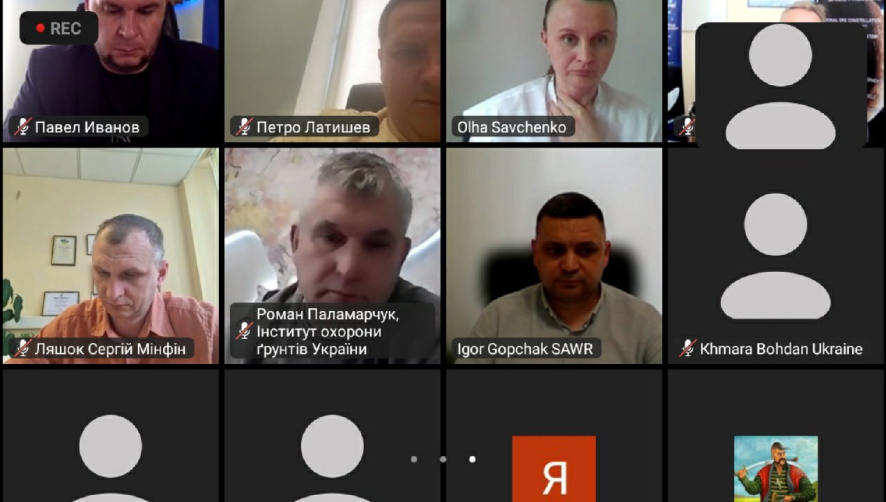 REC
Павел Иванов
Петро Латишев
Olha Savchenko
Ляшок Сергій Мінфін
Роман Паламарчук,
Інститут охорони
ґрунтів України
Igor Gopchak SAWR
Khmara Bohdan Ukraine
Я